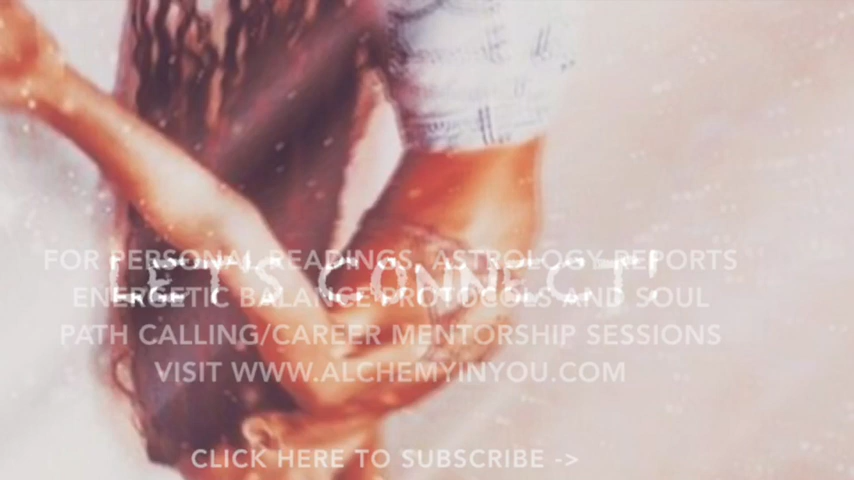 FOR PERSONAL READINGS, ASTROLOGY REPORTS
LET'S CONNECT!
ENERGETIC BALANCE PROTOCOLS AND SOUL
PATH CALLING/CAREER MENTORSHIP SESSIONS
VISIT WWW.ALCHEMYINYOU.COM
CLICK HERE TO SUBSCRIBE ->